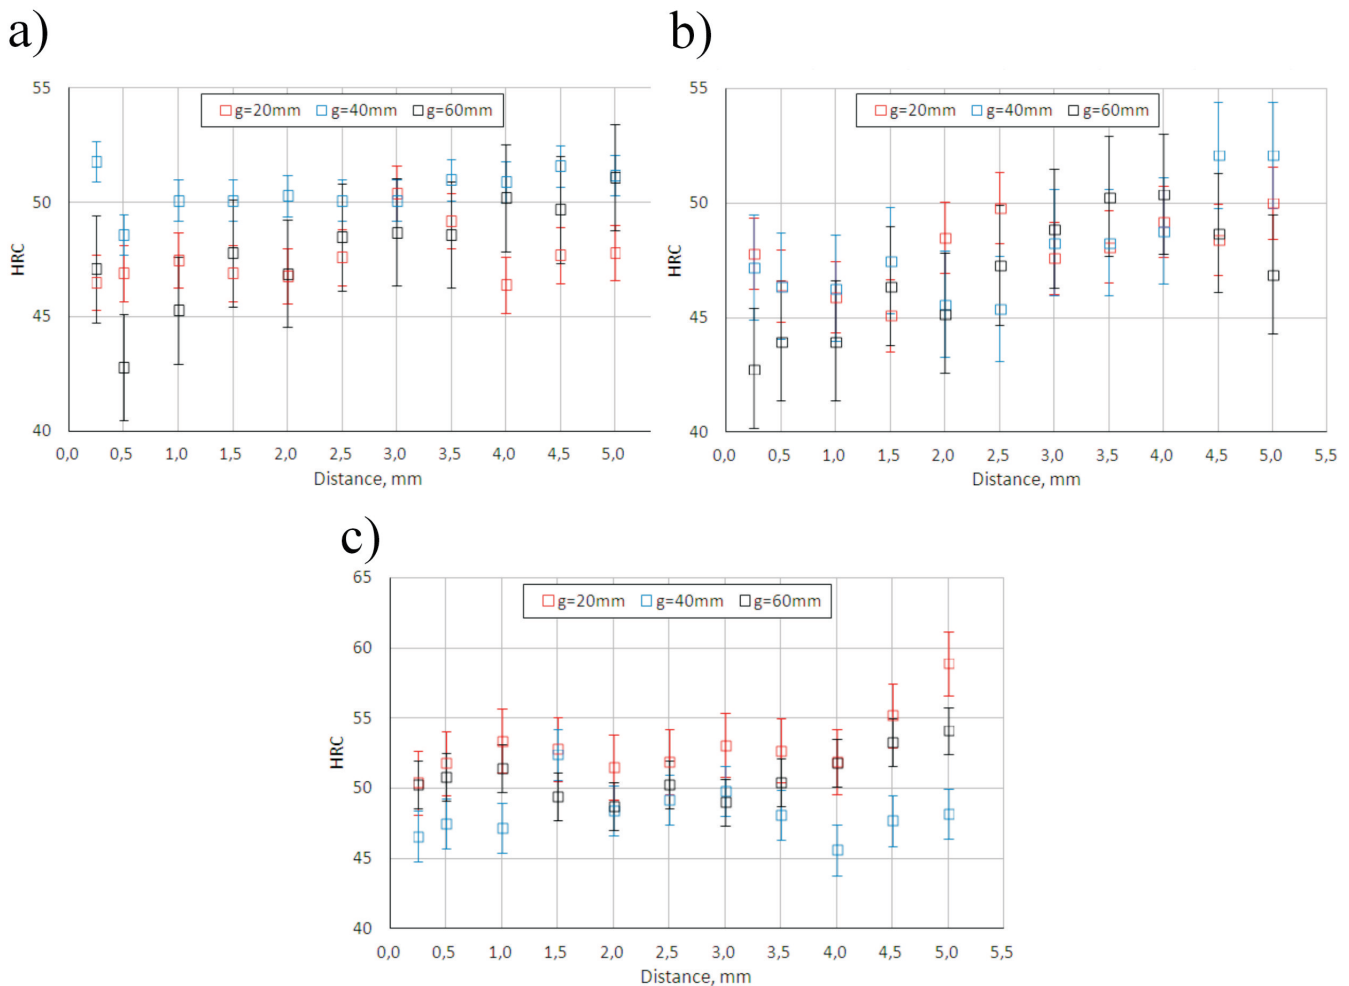 a)
55
g=20mm g=40mm g=60mm
50
HRC
45
40
0,0 0,5 1,0 1,5 2,0 2,5 3,0 3,5 4,0 4,5 5,0
Distance, mm
b)
55
g=20mm g=40mm g=60mm
50
HRC
45
40
0,0 0,5 1,0 1,5 2,0 2,5 3,0 3,5 4,0 4,5 5,0 5,5
Distance, mm
c)
65
g=20mm g=40mm g=60mm
60
55
HRC
50
45
40
0,0 0,5 1,0 1,5 2,0 2,5 3,0 3,5 4,0 4,5 5,0 5,5
Distance, mm